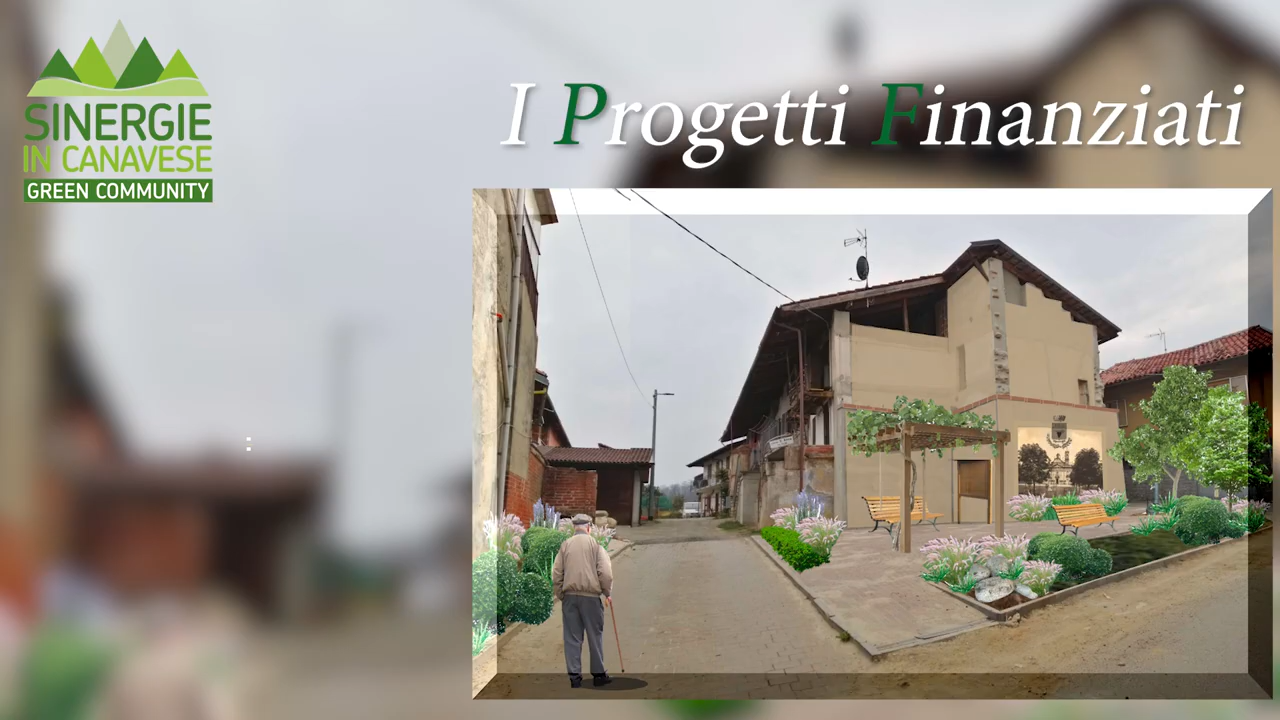 SINERGIE
IN CANAVESE
GREEN COMMUNITY
I Progetti Finanziati
: